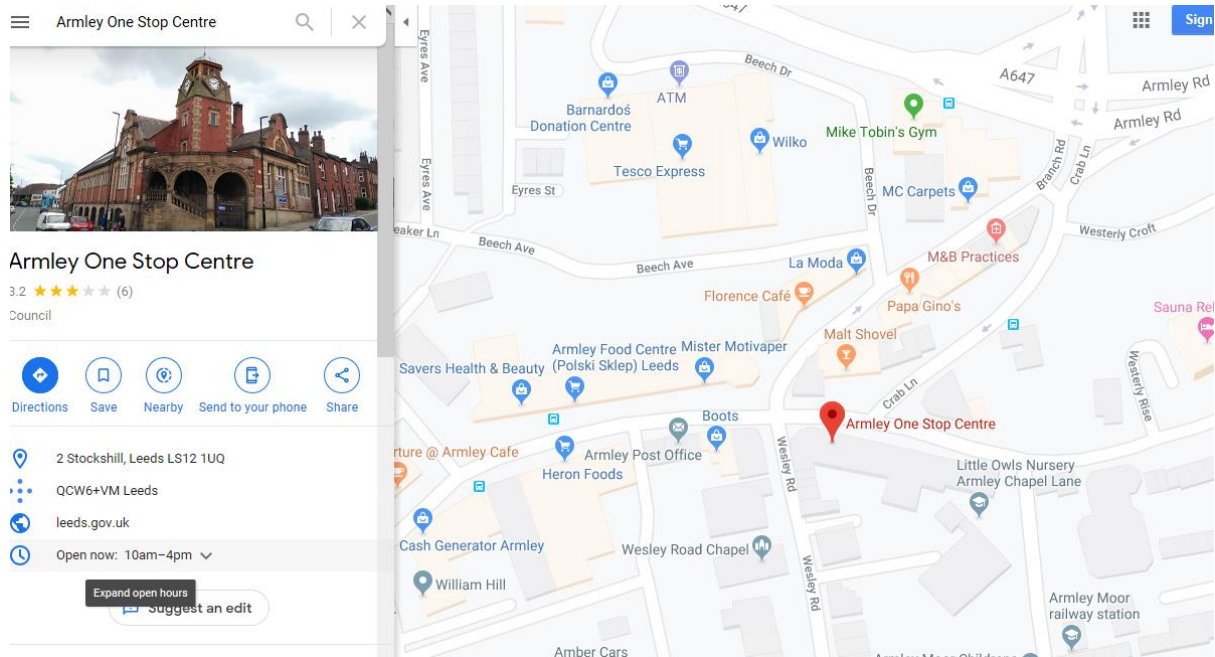 Armley One Stop Centre
Sign
Armley One Stop Centre
3.2 (6)
Council
Directions
Save
Nearby
Send to your phone
Share
2 Stockshill, Leeds LS12 1UQ
QCW6+VM Leeds
leeds.gov.uk
Open now: 10am–4pm
Expand open hours
Suggest an edit
Eyres Ave
Beech Dr
A647
Armley Rd
Armley Rd
ATM
Barnardoś
Donation Centre
Wilko
Mike Tobin's Gym
Tesco Express
Eyres Ave
Eyres St
Beech Dr
MC Carpets
Branch Rd
Crab Ln
eaker Ln
Beech Ave
Beech Ave
La Moda
M&B Practices
Westerly Croft
Florence Café
Papa Gino's
Sauna Rel
Malt Shovel
Armley Food Centre
(Polski Sklep) Leeds
Mister Motivaper
Savers Health & Beauty
Westerly Rise
Crab Ln
Boots
Armley One Stop Centre
rture @ Armley Cafe
Armley Post Office
Heron Foods
Wesley Rd
Little Owls Nursery
Armley Chapel Lane
Cash Generator Armley
Wesley Road Chapel
William Hill
Wesley Rd
Armley Moor
railway station
Amber Cars